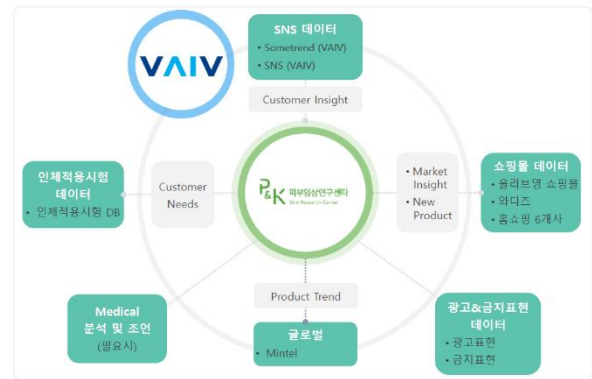 VAIV
SNS 데이터
• Sometrend (VAIV)
• SNS (VAIV)
Customer Insight
인체적용시험
데이터
• 인체적용시험 DB
Customer
Needs
P&K 피부임상연구센타
Skin Research Center
• Market
Insight
• New
Product
쇼핑몰 데이터
• 올리브영 쇼핑몰
• 와디즈
• 홈쇼핑 6개사
Product Trend
Medical
분석 및 조언
(필요시)
글로벌
• Mintel
광고&금지표현
데이터
• 광고표현
• 금지표현